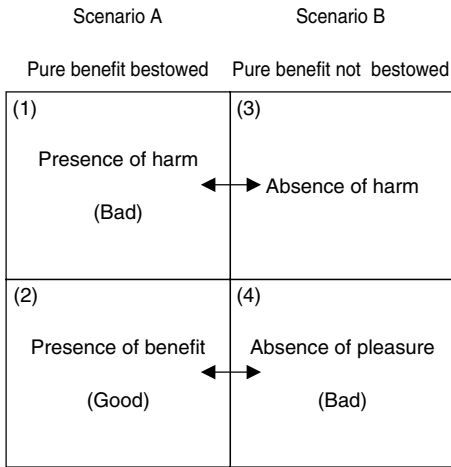 Scenario A Scenario B
Pure benefit bestowed Pure benefit not bestowed
(1) (3)
Presence of harm
Absence of harm
(Bad)
(2) (4)
Presence of benefit Absence of pleasure
(Good) (Bad)